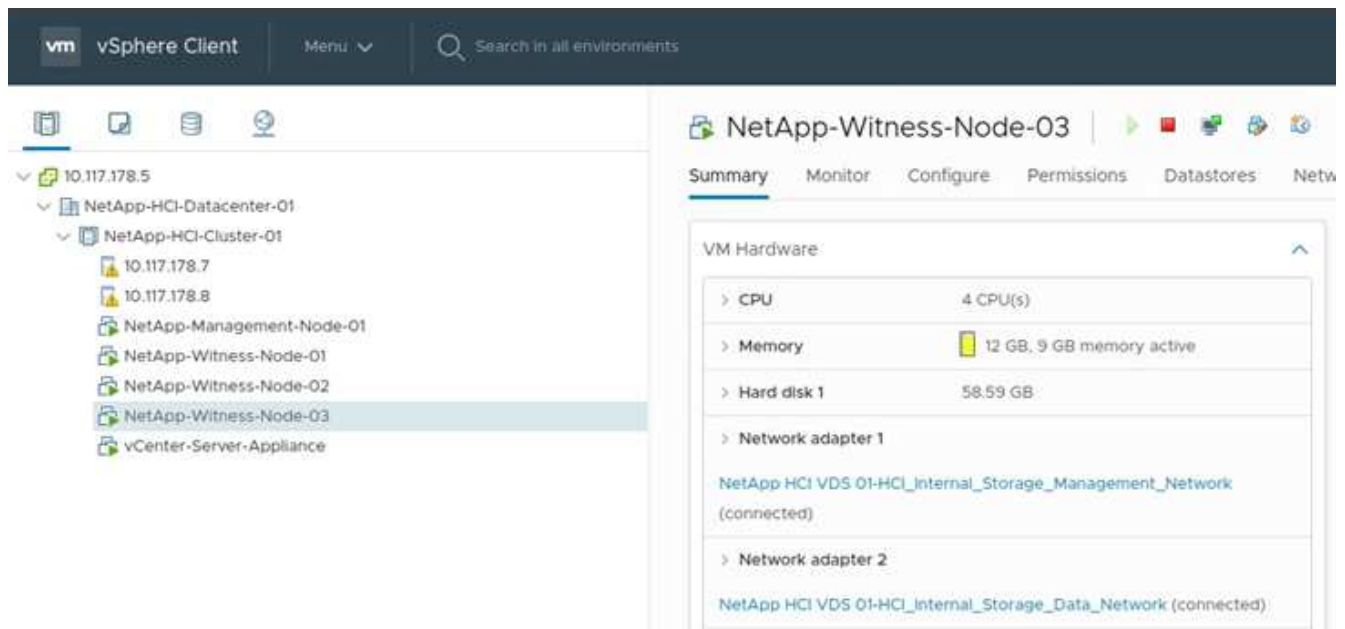 vm vSphere Client Menu Search in all environments
10.117.178.5
NetApp-HCI-Datacenter-01
NetApp-HCI-Cluster-01
10.117.178.7
10.117.178.8
NetApp-Management-Node-01
NetApp-Witness-Node-01
NetApp-Witness-Node-02
NetApp-Witness-Node-03
vCenter-Server-Appliance
NetApp-Witness-Node-03
Summary Monitor Configure Permissions Datastores Netw
VM Hardware
CPU 4 CPU(s)
Memory 12 GB, 9 GB memory active
Hard disk 1 58.59 GB
Network adapter 1
NetApp HCI VDS 01-HCI_Internal_Storage_Management_Network
(connected)
Network adapter 2
NetApp HCI VDS 01-HCI_Internal_Storage_Data_Network (connected)